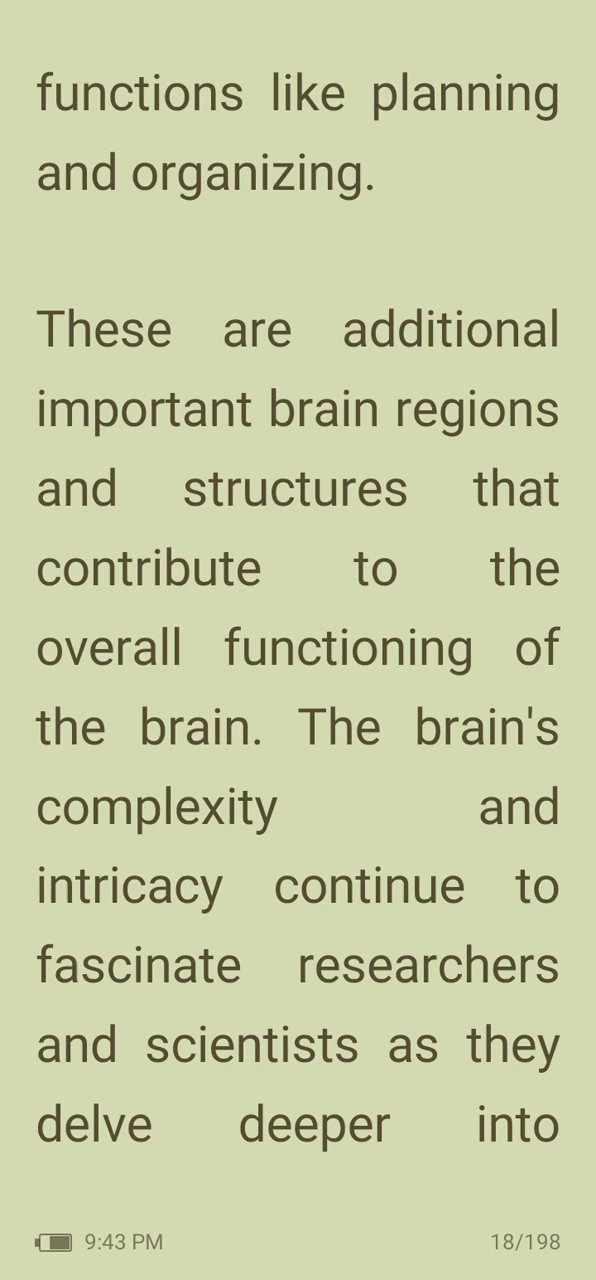 functions like planning
and organizing.
These are additional
important brain regions
and structures that
contribute to the
overall functioning of
the brain. The brain's
complexity and
intricacy continue to
fascinate researchers
and scientists as they
delve deeper into
9:43 PM 18/198